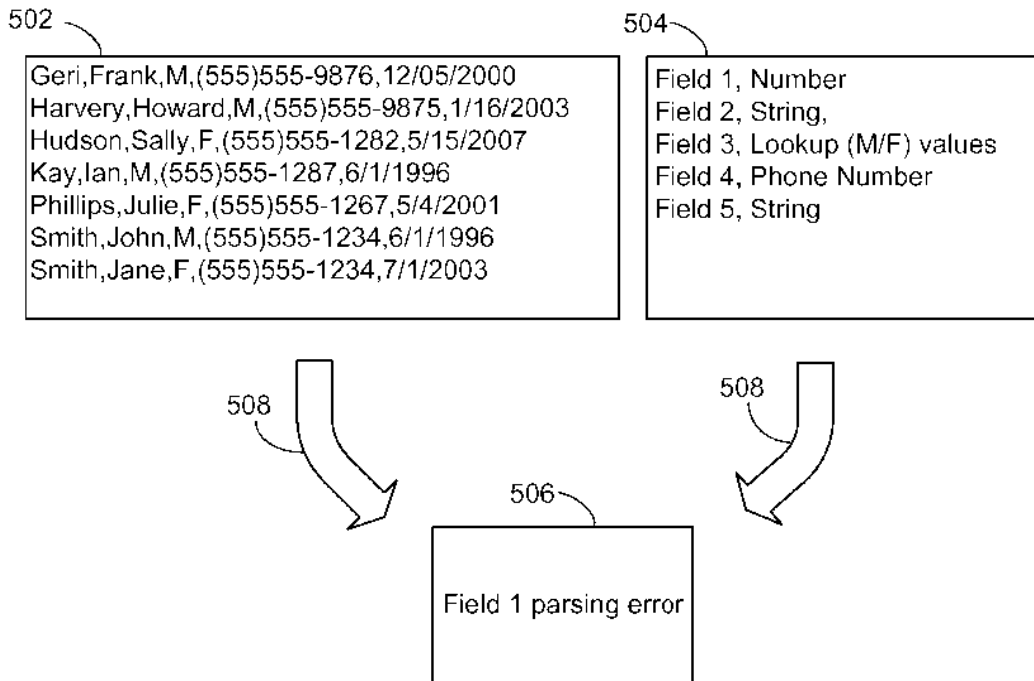 502
Geri,Frank,M,(555)555-9876,12/05/2000
Harvery,Howard,M,(555)555-9875,1/16/2003
Hudson,Sally,F,(555)555-1282,5/15/2007
Kay,Ian,M,(555)555-1287,6/1/1996
Phillips,Julie,F,(555)555-1267,5/4/2001
Smith,John,M,(555)555-1234,6/1/1996
Smith,Jane,F,(555)555-1234,7/1/2003
504
Field 1, Number
Field 2, String,
Field 3, Lookup (M/F) values
Field 4, Phone Number
Field 5, String
508
508
506
Field 1 parsing error